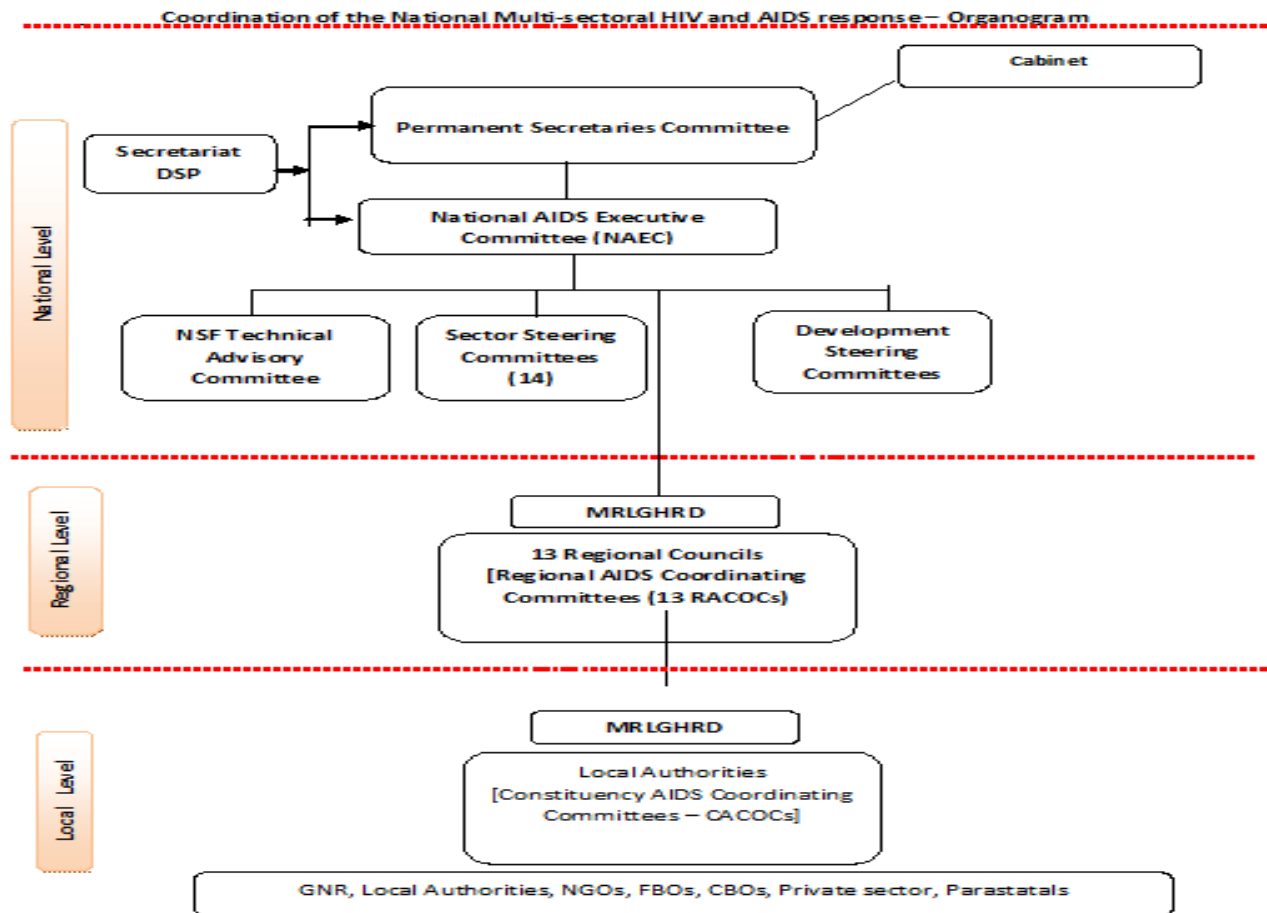 Coordination of the National Multi-sectoral HIV and AIDS response – Organogram
Cabinet
Permanent Secretaries Committee
Secretariat
DSP
National AIDS Executive
Committee (NAEC)
National Level
NSF Technical
Advisory
Committee
Sector Steering
Committees
(14)
Development
Steering
Committees
Regional Level
MRLGHRD
13 Regional Councils
[Regional AIDS Coordinating
Committees (13 RACOCs)
Local Level
MRLGHRD
Local Authorities
[Constituency AIDS Coordinating
Committees – CACOCs]
GNR, Local Authorities, NGOs, FBOs, CBOs, Private sector, Parastatals